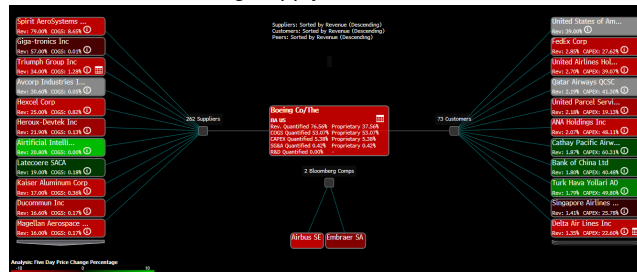 Suppliers: Sorted by Revenue (Descending)
Customers: Sorted by Revenue (Descending)
Peers: Sorted by Revenue (Descending)
Spirit AeroSystems ...
Rev: 79.00% COGS: 8.65%
Giga-tronics Inc
Rev: 57.00% COGS: 0.01%
Triumph Group Inc
Rev: 34.00% COGS: 1.28%
Avcorp Industries I...
Rev: 30.60% COGS: 0.05%
Hexcel Corp
Rev: 25.00% COGS: 0.82%
Heroux-Devtek Inc
Rev: 21.90% COGS: 0.13%
Airtificial Intelli...
Rev: 20.80% COGS: 0.00%
Latecoere SACA
Rev: 19.00% COGS: 0.18%
Kaiser Aluminum Corp
Rev: 17.00% COGS: 0.36%
Ducommun Inc
Rev: 16.60% COGS: 0.17%
Magellan Aerospace ...
Rev: 16.00% COGS: 0.17%
262 Suppliers
Boeing Co/The
BA US
Rev. Quantified 76.56% Proprietary 37.56%
COGS Quantified 53.07% Proprietary 53.07%
CAPEX Quantified 5.38% Proprietary 5.38%
SG&A Quantified 0.42% Proprietary 0.42%
R&D Quantified 0.00% -
2 Bloomberg Comps
Airbus SE
Embraer SA
73 Customers
United States of Am...
Rev: 39.00%
FedEx Corp
Rev: 2.85% CAPEX: 27.62%
United Airlines Hol...
Rev: 2.70% CAPEX: 39.07%
Qatar Airways QCSC
Rev: 2.19% CAPEX: 41.30%
United Parcel Servi...
Rev: 2.18% CAPEX: 19.13%
ANA Holdings Inc
Rev: 2.07% CAPEX: 48.11%
Cathay Pacific Airw...
Rev: 1.87% CAPEX: 60.31%
Bank of China Ltd
Rev: 1.80% CAPEX: 40.48%
Turk Hava Yollari AO
Rev: 1.79% CAPEX: 49.80%
Singapore Airlines ...
Rev: 1.41% CAPEX: 25.78%
Delta Air Lines Inc
Rev: 1.35% CAPEX: 22.60%
Analysis: Five Day Price Change Percentage
-10 0 10